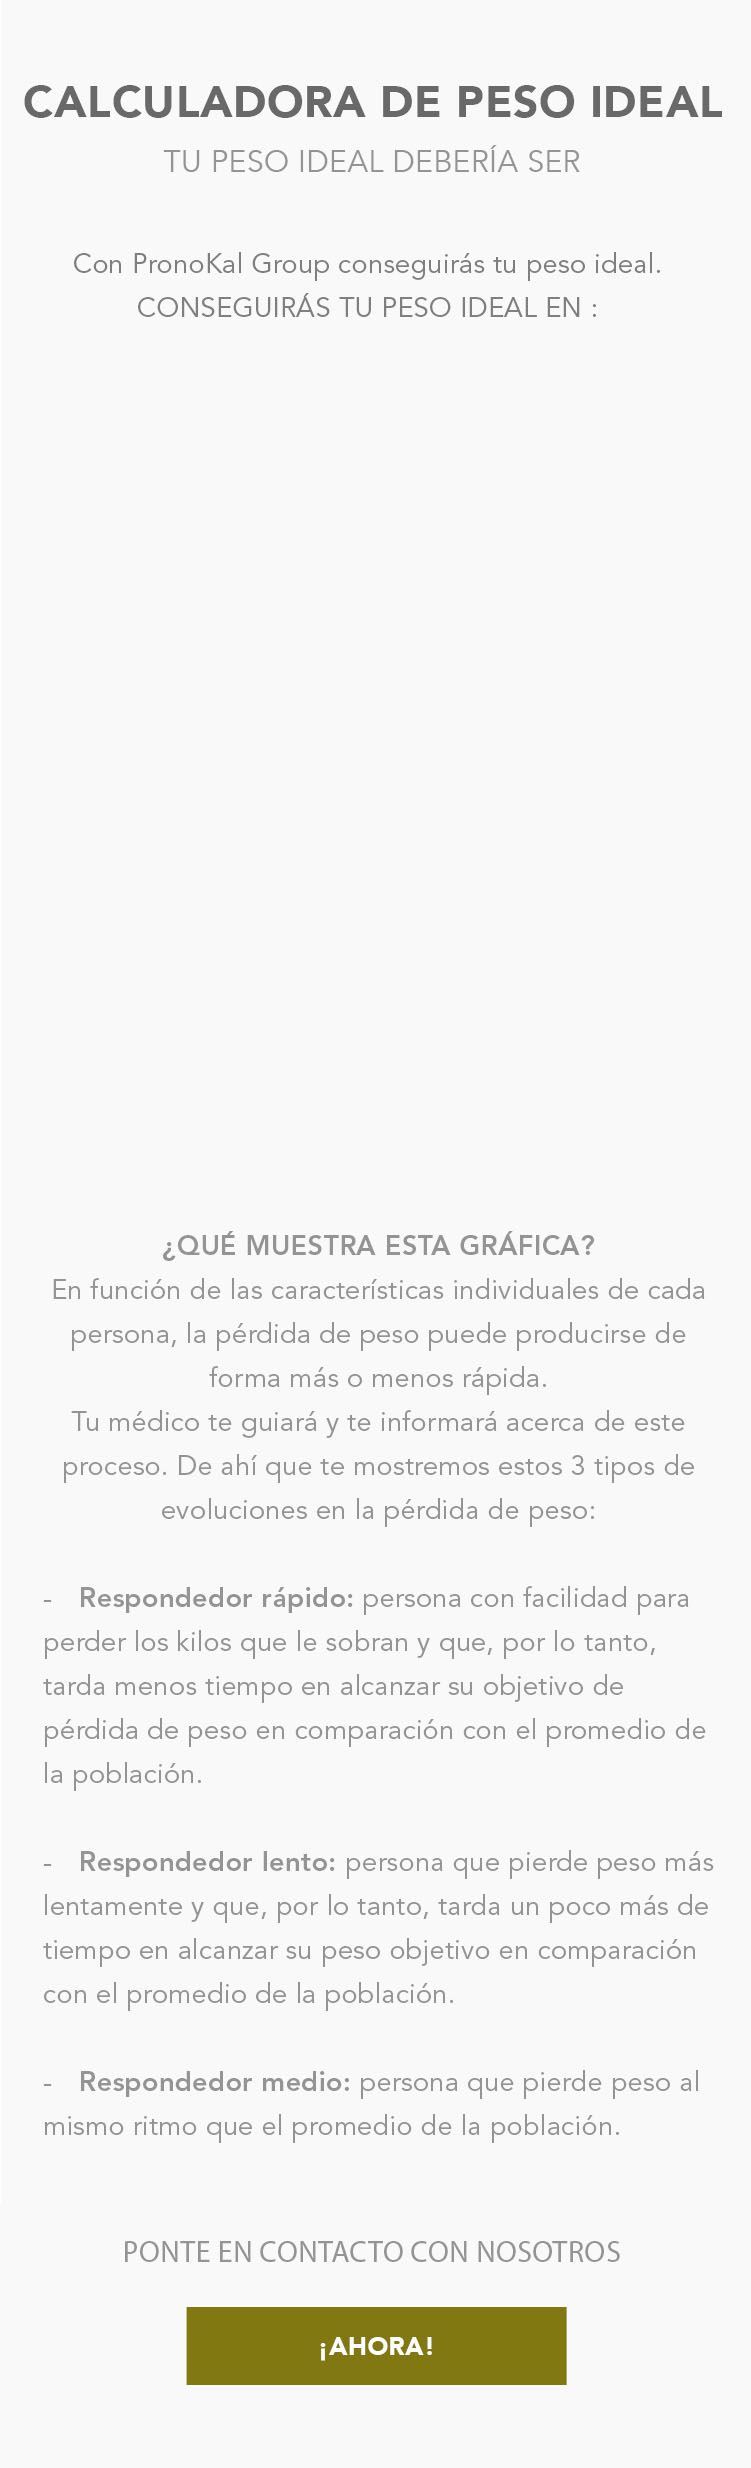 CALCULADORA DE PESO IDEAL
TU PESO IDEAL DEBERÍA SER
Con PronoKal Group conseguirás tu peso ideal.
CONSEGUIRÁS TU PESO IDEAL EN :
¿QUÉ MUESTRA ESTA GRÁFICA?
En función de las características individuales de cada
persona, la pérdida de peso puede producirse de
forma más o menos rápida.
Tu médico te guiará y te informará acerca de este
proceso. De ahí que te mostremos estos 3 tipos de
evoluciones en la pérdida de peso:
- Respondedor rápido: persona con facilidad para
perder los kilos que le sobran y que, por lo tanto,
tarda menos tiempo en alcanzar su objetivo de
pérdida de peso en comparación con el promedio de
la población.
- Respondedor lento: persona que pierde peso más
lentamente y que, por lo tanto, tarda un poco más de
tiempo en alcanzar su peso objetivo en comparación
con el promedio de la población.
- Respondedor medio: persona que pierde peso al
mismo ritmo que el promedio de la población.
PONTE EN CONTACTO CON NOSOTROS
¡AHORA!